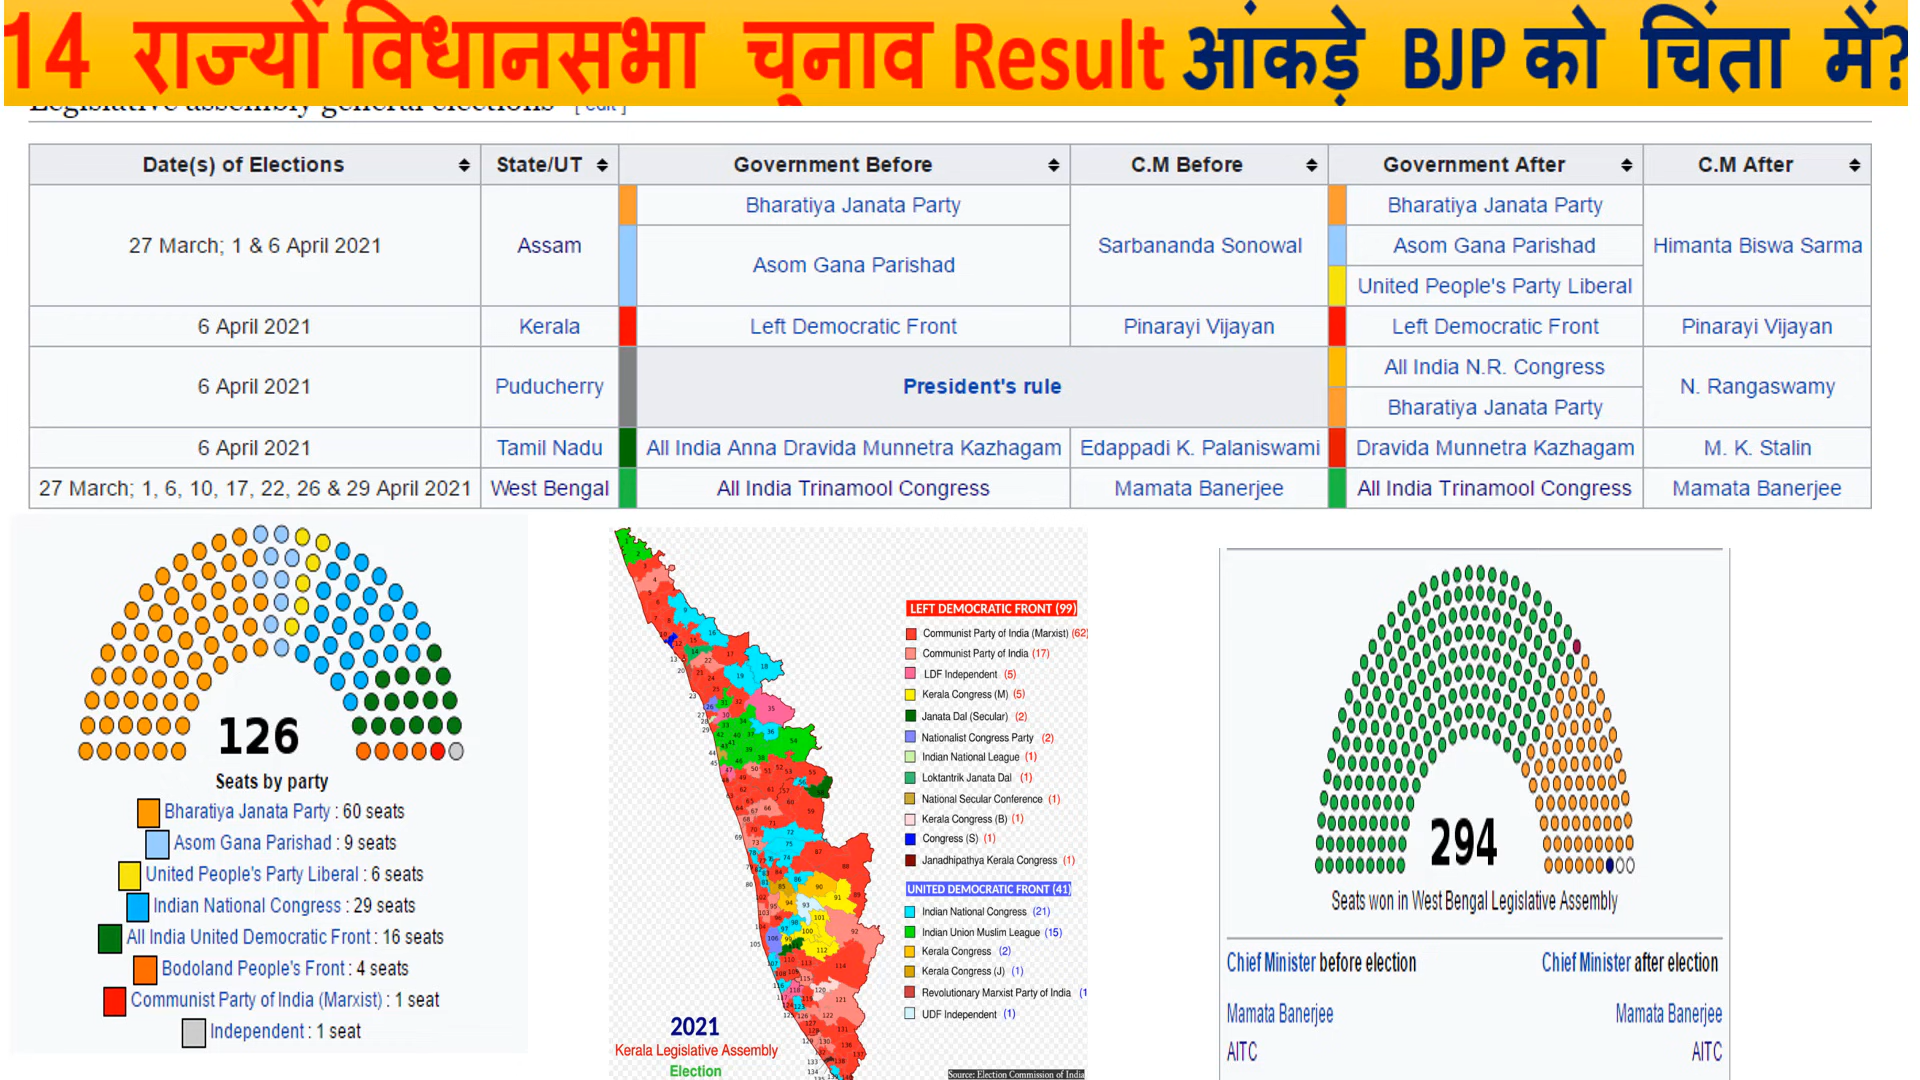 14 राज्यों विधानसभा चुनाव Result आंकड़े BJP को चिंता में?
Legislative assembly general elections [ edit ]
Date(s) of Elections State/UT Government Before C.M Before Government After C.M After
27 March; 1 & 6 April 2021 Assam Bharatiya Janata Party Asom Gana Parishad Sarbananda Sonowal Bharatiya Janata Party Asom Gana Parishad United People's Party Liberal Himanta Biswa Sarma
6 April 2021 Kerala Left Democratic Front Pinarayi Vijayan Left Democratic Front Pinarayi Vijayan
6 April 2021 Puducherry President's rule All India N.R. Congress Bharatiya Janata Party N. Rangaswamy
6 April 2021 Tamil Nadu All India Anna Dravida Munnetra Kazhagam Edappadi K. Palaniswami Dravida Munnetra Kazhagam M. K. Stalin
27 March; 1, 6, 10, 17, 22, 26 & 29 April 2021 West Bengal All India Trinamool Congress Mamata Banerjee All India Trinamool Congress Mamata Banerjee
126
Seats by party
Bharatiya Janata Party : 60 seats
Asom Gana Parishad : 9 seats
United People's Party Liberal : 6 seats
Indian National Congress : 29 seats
All India United Democratic Front : 16 seats
Bodoland People's Front : 4 seats
Communist Party of India (Marxist) : 1 seat
Independent : 1 seat
LEFT DEMOCRATIC FRONT (99)
Communist Party of India (Marxist) (62)
Communist Party of India (17)
LDF Independent (5)
Kerala Congress (M) (5)
Janata Dal (Secular) (2)
Nationalist Congress Party (2)
Indian National League (1)
Loktantrik Janata Dal (1)
National Secular Conference (1)
Kerala Congress (B) (1)
Congress (S) (1)
Janadhipathya Kerala Congress (1)
UNITED DEMOCRATIC FRONT (41)
Indian National Congress (21)
Indian Union Muslim League (15)
Kerala Congress (2)
Kerala Congress (J) (1)
Revolutionary Marxist Party of India (1
UDF Independent (1)
2021
Kerala Legislative Assembly
Election
Source: Election Commission of India
294
Seats won in West Bengal Legislative Assembly
Chief Minister before election Chief Minister after election
Mamata Banerjee Mamata Banerjee
AITC AITC